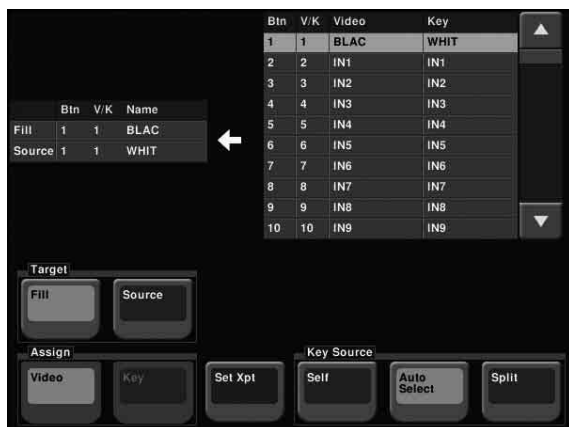 Btn V/K Video Key
1 1 BLAC WHIT
2 2 IN1 IN1
3 3 IN2 IN2
4 4 IN3 IN3
5 5 IN4 IN4
6 6 IN5 IN5
7 7 IN6 IN6
8 8 IN7 IN7
9 9 IN8 IN8
10 10 IN9 IN9
Btn V/K Name
Fill 1 1 BLAC
Source 1 1 WHIT
Target
Fill Source
Assign
Video Key
Set Xpt
Key Source
Self Auto Select Split